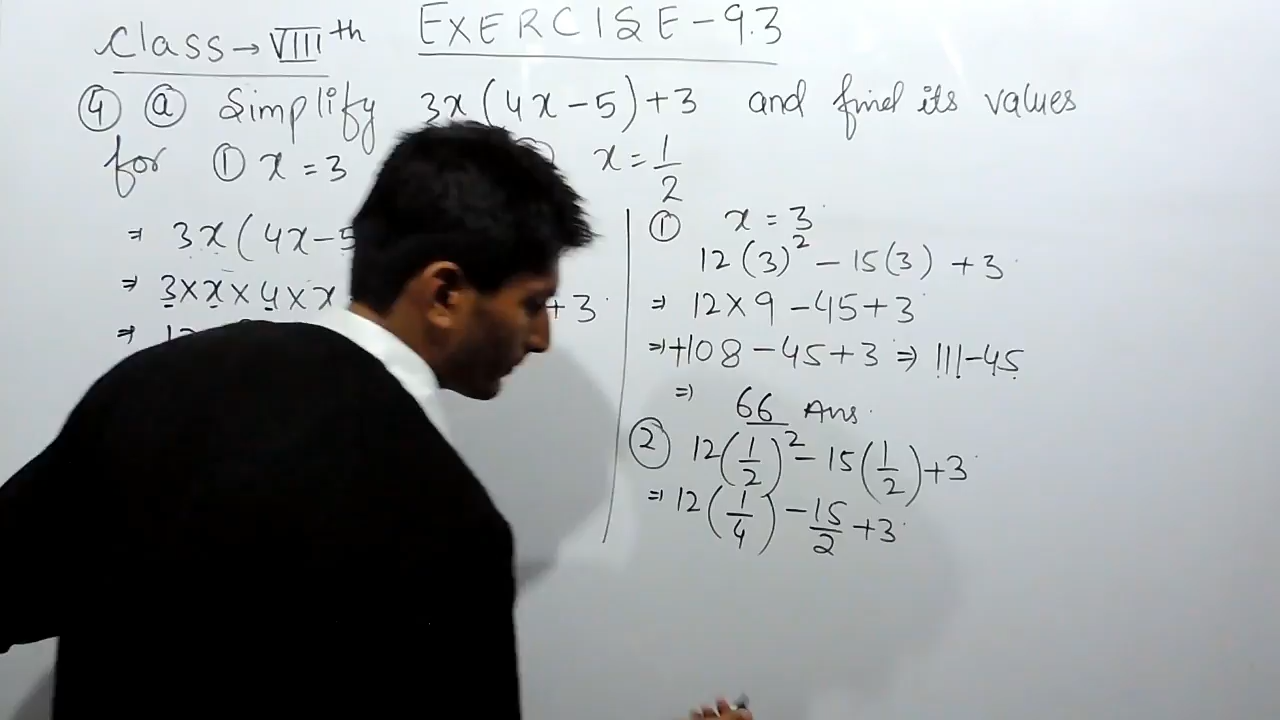 Class → VIIIth EXERCISE - 9.3
④ ⓐ Simplify 3x(4x-5)+3 and find its values
for ① x = 3 x = 1/2
⇒ 3x(4x-5
⇒ 3×x×4×x +3
⇒ 12
① x = 3
12(3)² - 15(3) + 3
⇒ 12×9 - 45 + 3
⇒ +108 - 45 + 3 ⇒ 111-45
⇒ 66 Ans.
② 12(1/2)² - 15(1/2) + 3
⇒ 12(1/4) - 15/2 + 3